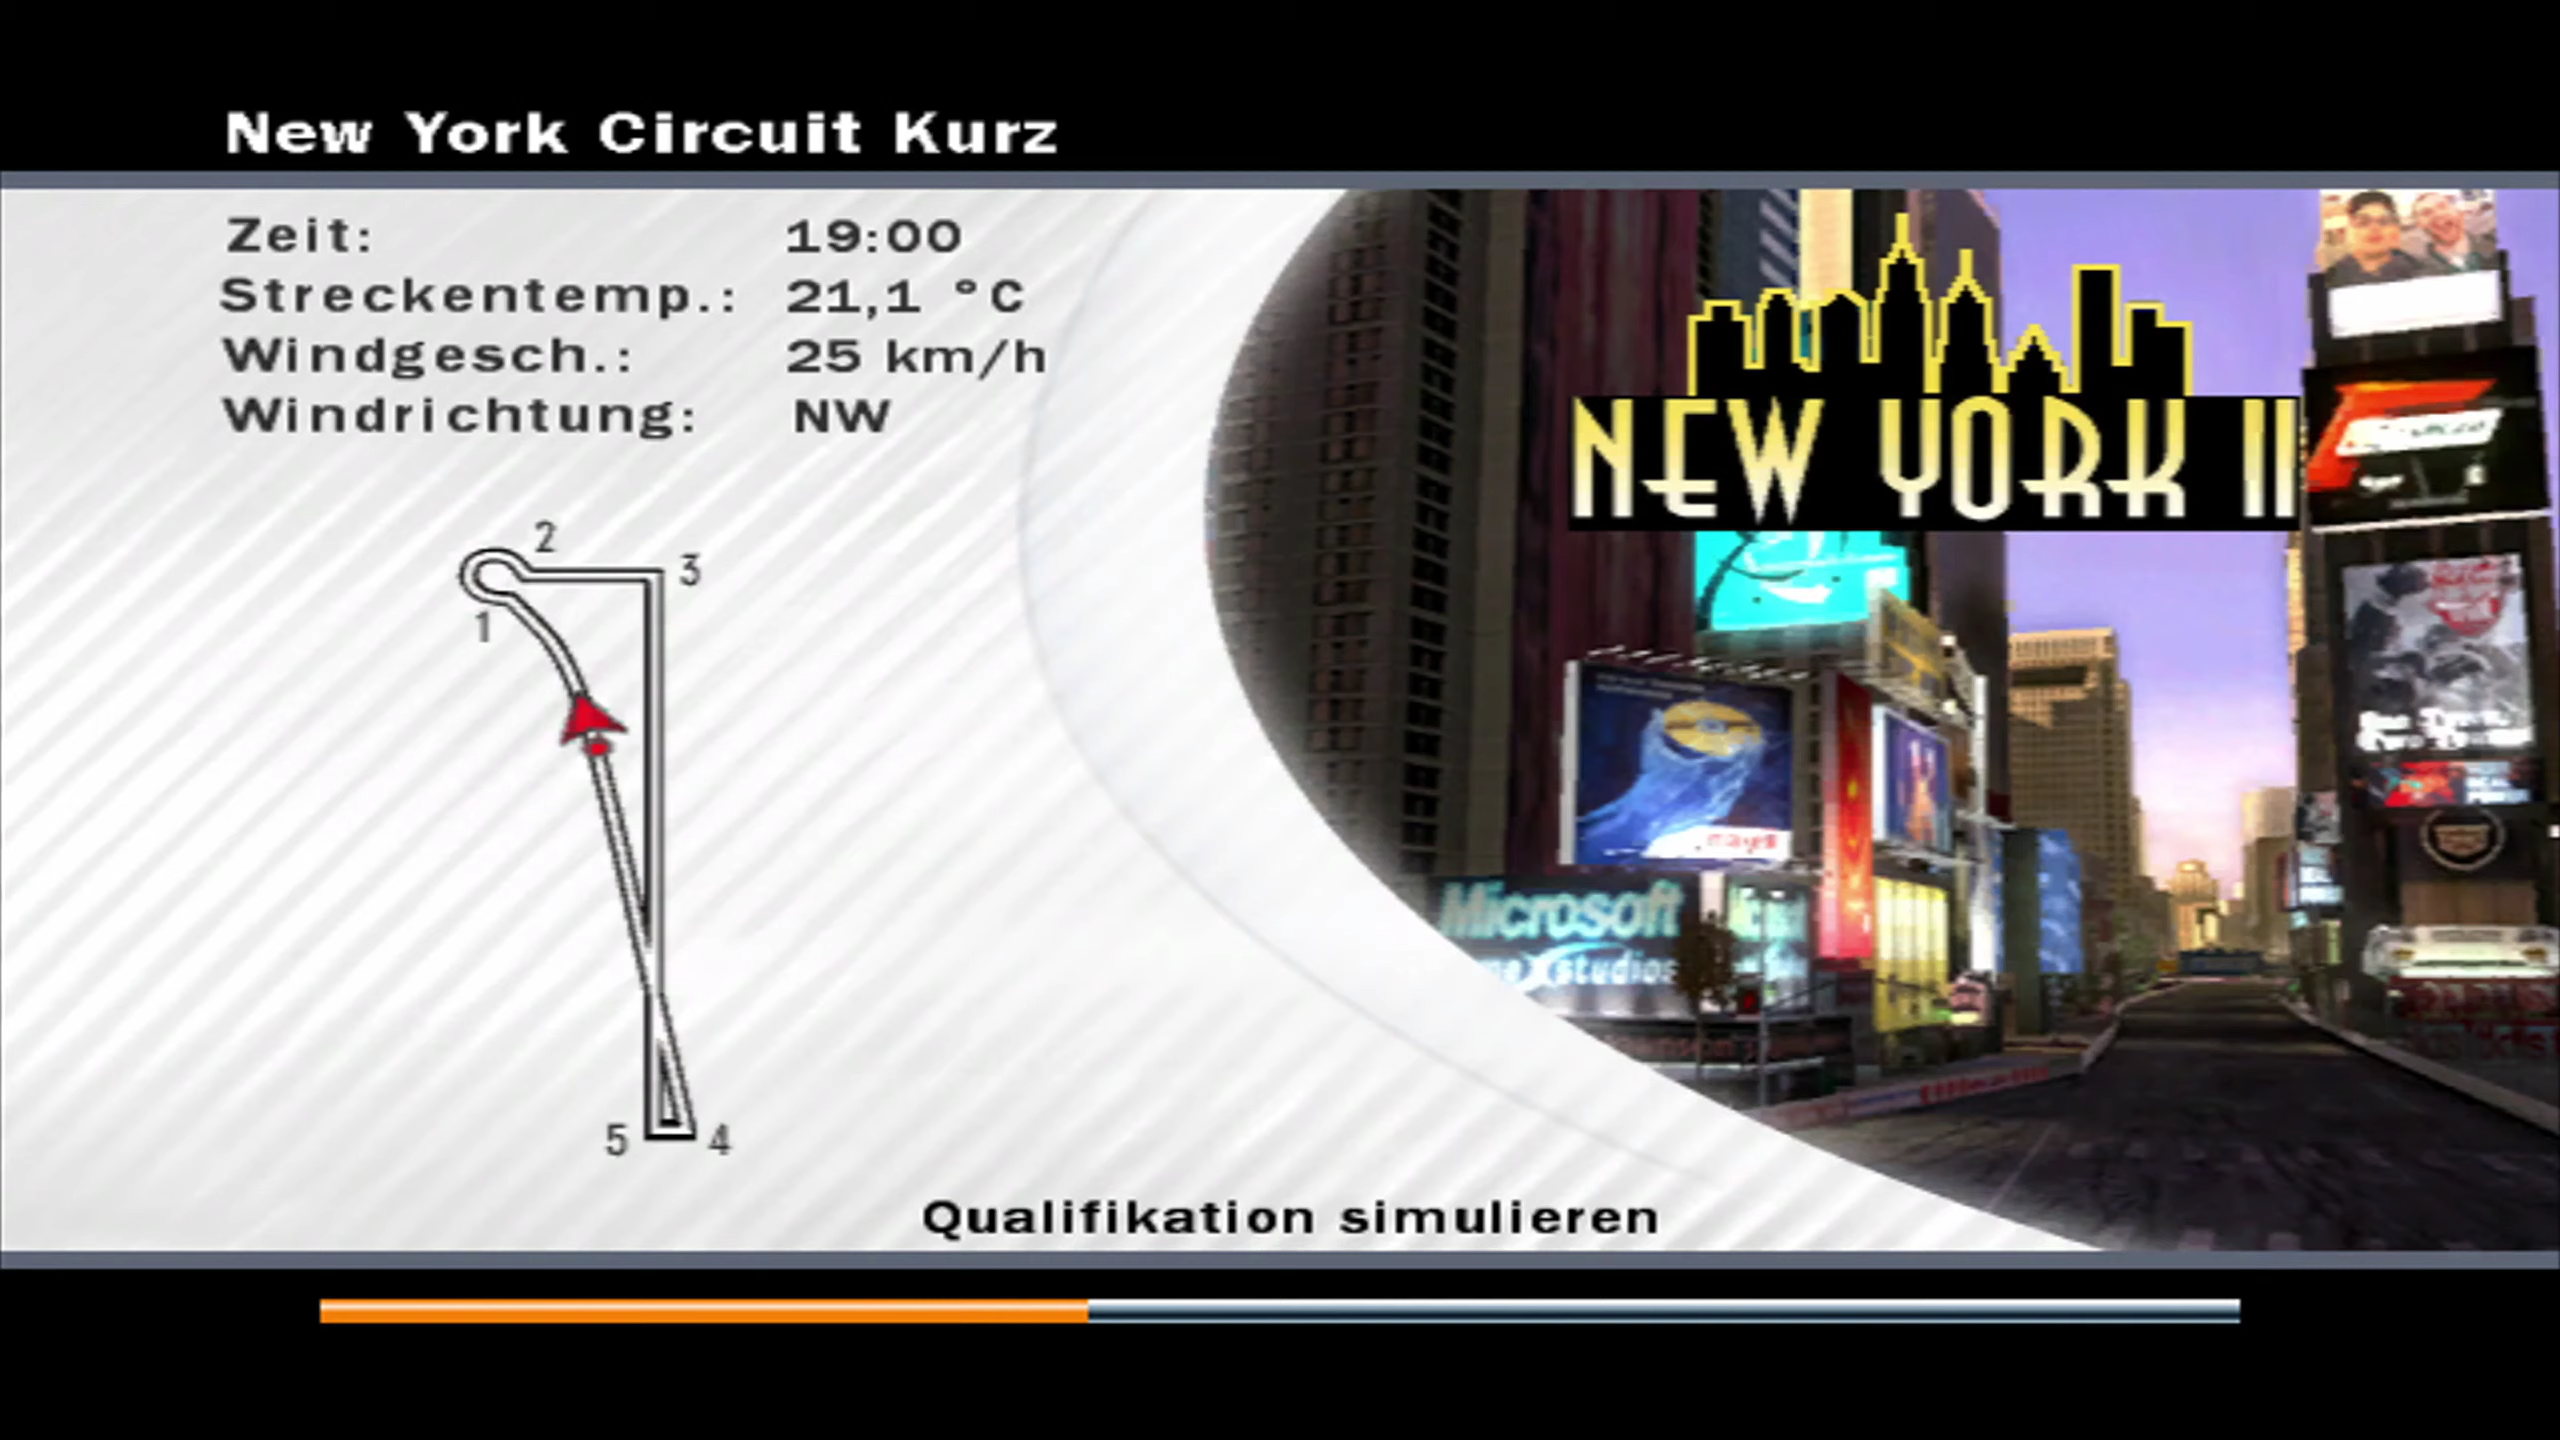 New York Circuit Kurz
Zeit: 19:00
Streckentemp.: 21,1 °C
Windgesch.: 25 km/h
Windrichtung: NW
2
3
1
5
4
NEW YORK II
Microsoft
studios
Qualifikation simulieren